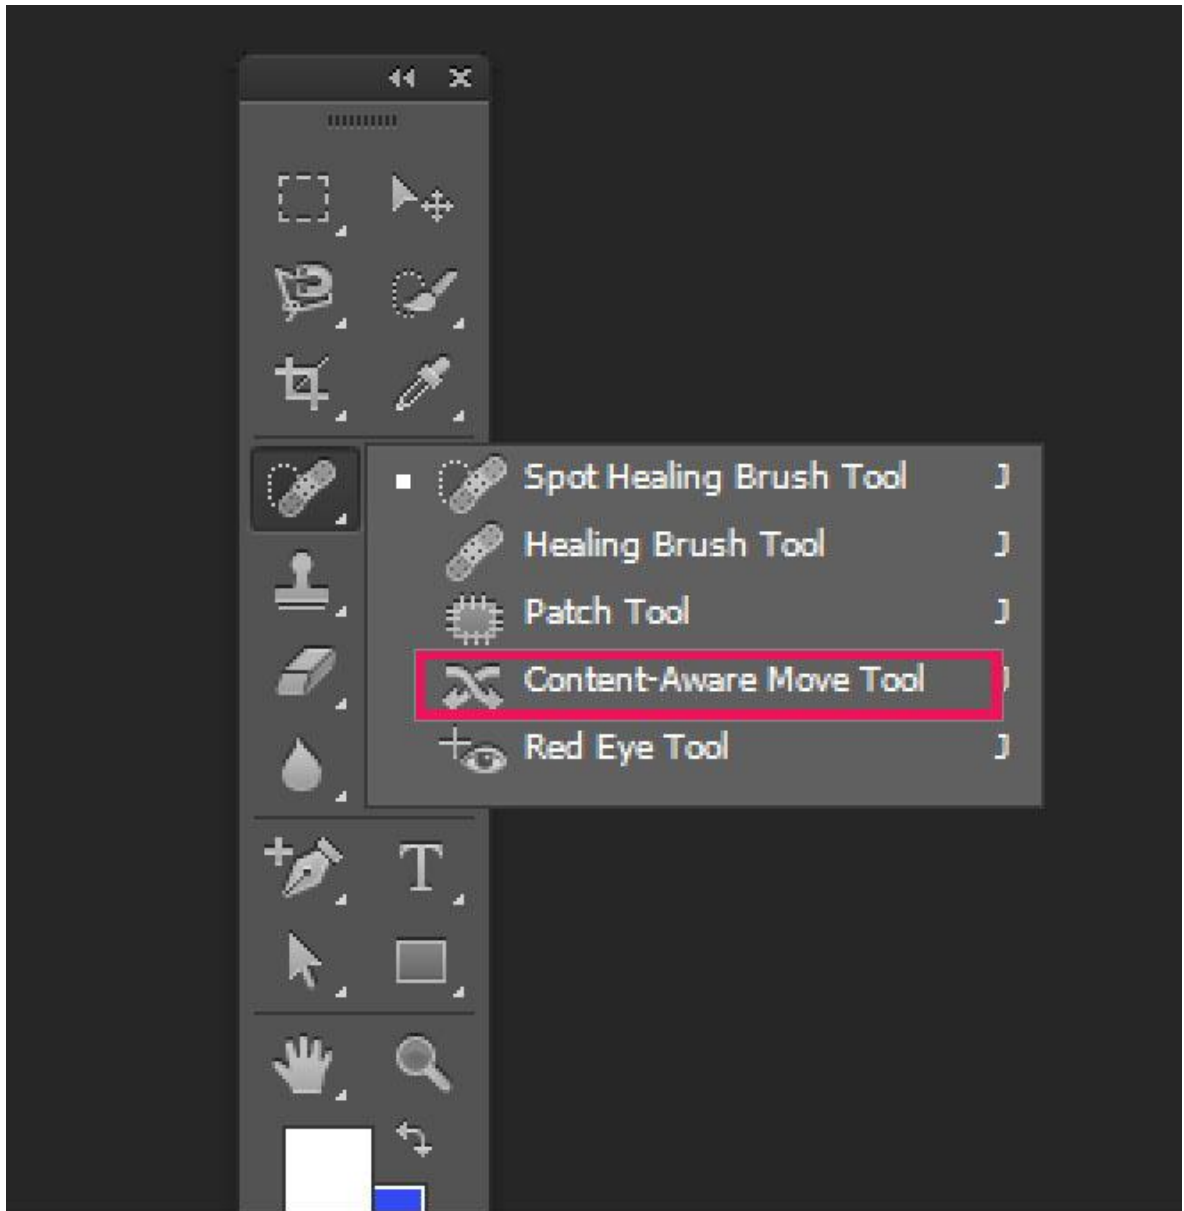 Spot Healing Brush Tool J
Healing Brush Tool J
Patch Tool J
Content-Aware Move Tool
Red Eye Tool J
T